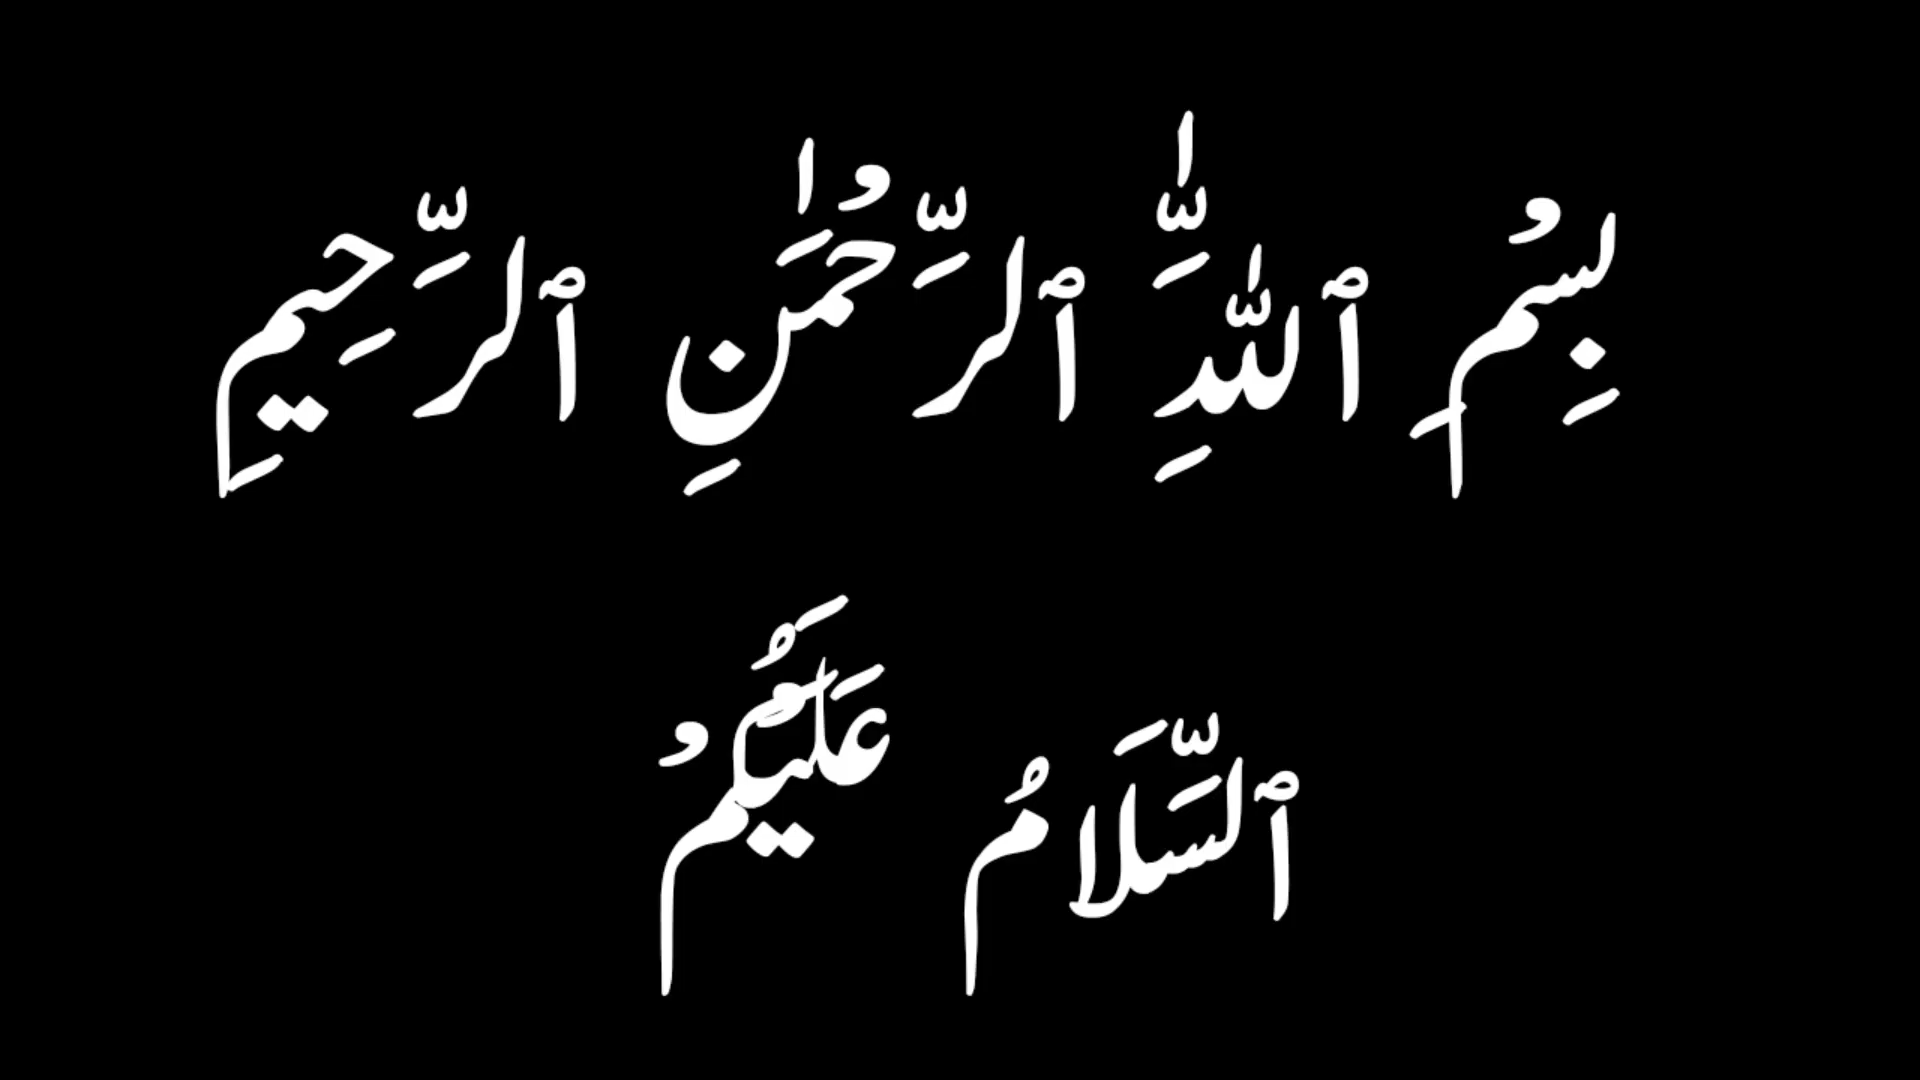 بِسْمِ ٱللَّٰهِ ٱلرَّحْمَٰنِ ٱلرَّحِيمِ
ٱلسَّلَامُ عَلَيْكُمْ